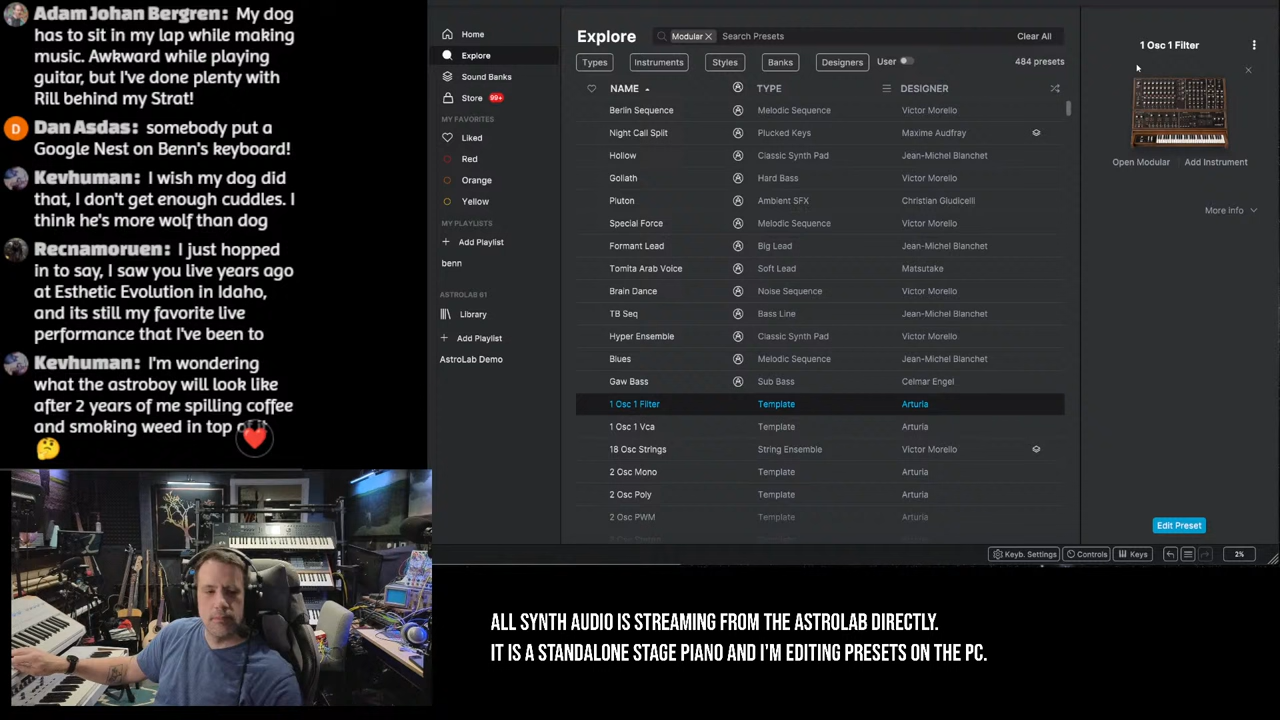 Adam Johan Bergren: My dog
has to sit in my lap while making
music. Awkward while playing
guitar, but I've done plenty with
Rill behind my Strat!
D
Dan Asdas: somebody put a
Google Nest on Benn's keyboard!
Kevhuman: I wish my dog did
that, I don't get enough cuddles. I
think he's more wolf than dog
Recnamoruen: I just hopped
in to say, I saw you live years ago
at Esthetic Evolution in Idaho,
and its still my favorite live
performance that I've been to
Kevhuman: I'm wondering
what the astroboy will look like
after 2 years of me spilling coffee
and smoking weed in top of it
Home
Explore
Sound Banks
Store 99+
MY FAVORITES
Liked
Red
Orange
Yellow
MY PLAYLISTS
+ Add Playlist
benn
ASTROLAB 61
Library
+ Add Playlist
AstroLab Demo
Explore Modular Search Presets Clear All
Types Instruments Styles Banks Designers User 484 presets
NAME TYPE DESIGNER
Berlin Sequence Melodic Sequence Victor Morello
Night Call Split Plucked Keys Maxime Audfray
Hollow Classic Synth Pad Jean-Michel Blanchet
Goliath Hard Bass Victor Morello
Pluton Ambient SFX Christian Giudicelli
Special Force Melodic Sequence Victor Morello
Formant Lead Big Lead Jean-Michel Blanchet
Tomita Arab Voice Soft Lead Matsutake
Brain Dance Noise Sequence Victor Morello
TB Seq Bass Line Jean-Michel Blanchet
Hyper Ensemble Classic Synth Pad Victor Morello
Blues Melodic Sequence Jean-Michel Blanchet
Gaw Bass Sub Bass Celmar Engel
1 Osc 1 Filter Template Arturia
1 Osc 1 Vca Template Arturia
18 Osc Strings String Ensemble Victor Morello
2 Osc Mono Template Arturia
2 Osc Poly Template Arturia
2 Osc PWM Template Arturia
1 Osc 1 Filter
Open Modular Add Instrument
More info
Edit Preset
Keyb. Settings Controls Keys 2%
ALL SYNTH AUDIO IS STREAMING FROM THE ASTROLAB DIRECTLY.
IT IS A STANDALONE STAGE PIANO AND I'M EDITING PRESETS ON THE PC.